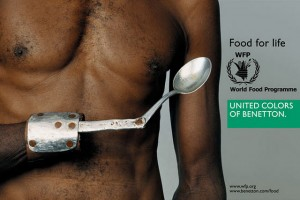 Food for life
WFP
World Food Programme
UNITED COLORS
OF BENETTON.
www.wfp.org
www.benetton.com/food